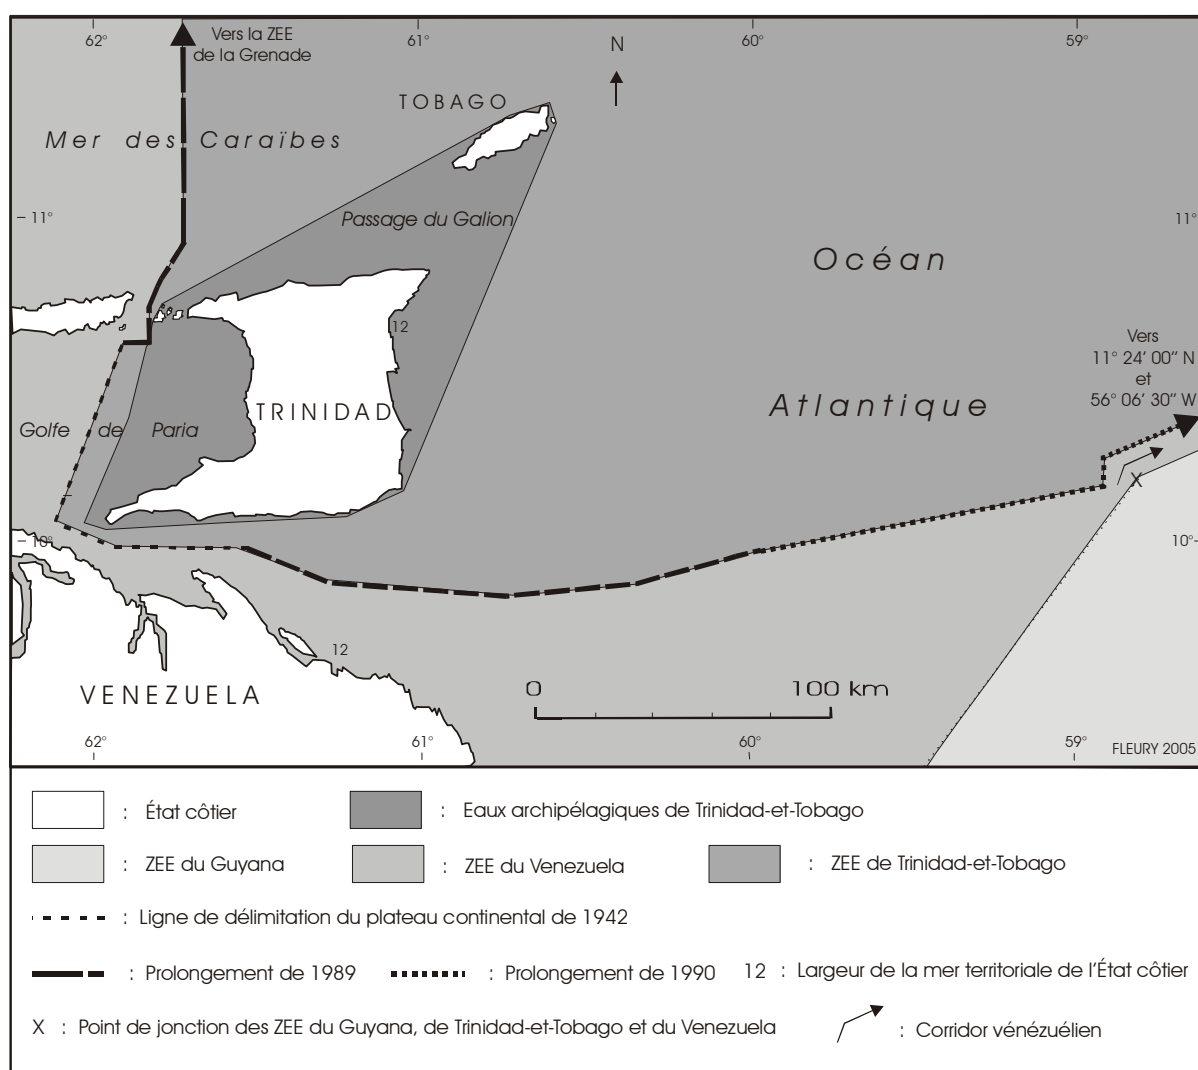 62°
61°
60°
59°
Vers la ZEE
de la Grenade
N
TOBAGO
Mer des Caraïbes
11°
Passage du Galion
11°
Océan
12
Vers
11° 24' 00" N
et
56° 06' 30" W
Atlantique
TRINIDAD
Golfe de Paria
X
10°
10°
12
VENEZUELA
0 100 km
62°
61°
60°
59°
FLEURY 2005
: État côtier
: Eaux archipélagiques de Trinidad-et-Tobago
: ZEE du Guyana
: ZEE du Venezuela
: ZEE de Trinidad-et-Tobago
: Ligne de délimitation du plateau continental de 1942
: Prolongement de 1989
: Prolongement de 1990
12 : Largeur de la mer territoriale de l'État côtier
X : Point de jonction des ZEE du Guyana, de Trinidad-et-Tobago et du Venezuela
: Corridor vénézuélien